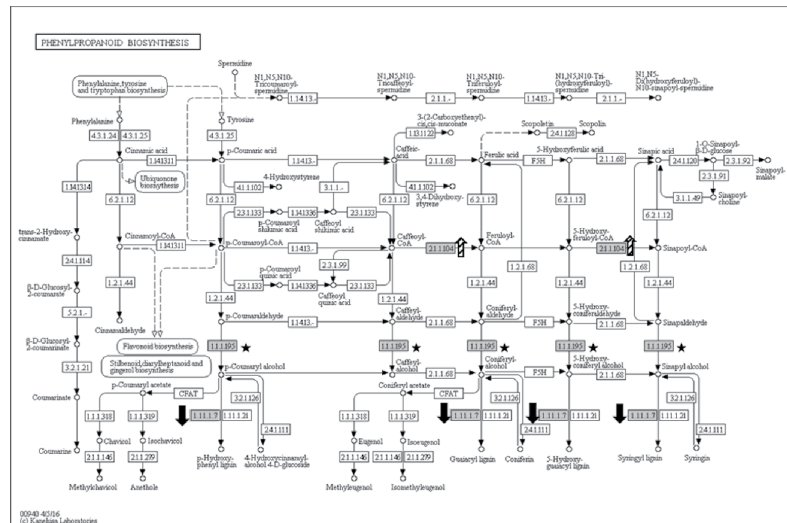 PHENYLPROPANOID BIOSYNTHESIS
Spermidine
N1,N5,N10-
Tricoumaroyl-
spermidine
N1,N5,N10-
Tricaffeoyl-
spermidine
N1,N5,N10-
Triferuloyl-
spermidine
N1,N5,N10-Tri-
(hydroxyferuloyl)-
spermidine
N1,N5-
Di(hydroxyferuloyl)-
N10-sinapoyl-spermidine
1.14.13.- 2.1.1.- 1.14.13.- 2.1.1.-
Phenylalanine, tyrosine
and tryptophan biosynthesis
Phenylalanine
Tyrosine
4.3.1.24 4.3.1.25 4.3.1.25
3-(2-Carboxyethenyl)-
cis,cis-muconate
1.13.11.22
Scopoletin
Scopolin
2.4.1.128
Cinnamic acid
p-Coumaric acid
Caffeic
acid
Ferulic acid
5-Hydroxyferulic acid
Sinapic acid
1-O-Sinapoyl-
β-D-glucose
1.14.13.11 1.14.13.- 2.1.1.68 F5H 2.1.1.68 2.4.1.120 2.3.1.92
Sinapoyl-
malate
2.3.1.91
Sinapoyl-
choline
3.1.1.49
Ubiquinone
biosynthesis
4-Hydroxystyrene
4.1.1.102
3.1.1.-
4.1.1.102
3,4-Dihydroxy-
styrene
1.14.13.14
6.2.1.12 6.2.1.12 6.2.1.12 6.2.1.12 6.2.1.12 6.2.1.12
2.3.1.133 1.14.13.36 2.3.1.133
p-Coumaroyl
shikimic acid
Caffeoyl
shikimic acid
trans-2-Hydroxy-
cinnamate
Cinnamoyl-CoA
p-Coumaroyl-CoA
Caffeoyl-
CoA
Feruloyl-
CoA
5-Hydroxy-
feruloyl-CoA
Sinapoyl-CoA
1.14.13.11 1.14.13.- 2.1.1.104 2.1.1.104
2.4.1.114
p-Coumaroyl
quinic acid
2.3.1.99
1.2.1.68 1.2.1.68
2.3.1.133 1.14.13.36 2.3.1.133
Caffeoyl
quinic acid
β-D-Glucosyl-
2-coumarate
1.2.1.44 1.2.1.44 1.2.1.44 1.2.1.44 1.2.1.44 1.2.1.44
5.2.1.-
Cinnamaldehyde
p-Coumaraldehyde
Caffeyl-
aldehyde
Coniferyl-
aldehyde
5-Hydroxy-
coniferaldehyde
Sinapaldehyde
1.14.13.- 2.1.1.68 F5H 2.1.1.68
β-D-Glucosyl-
2-coumarinate
Flavonoid biosynthesis
1.1.1.195 1.1.1.195 1.1.1.195 1.1.1.195 1.1.1.195
Stilbenoid, diarylheptanoid and
gingerol biosynthesis
3.2.1.21
p-Coumaryl alcohol
Caffeyl-
alcohol
Coniferyl-
alcohol
5-Hydroxy-
coniferyl alcohol
Sinapyl alcohol
2.1.1.68 F5H 2.1.1.68
p-Coumaryl acetate
CFAT
Coniferyl acetate
CFAT
3.2.1.126 3.2.1.126 3.2.1.126
Coumarinate
1.1.1.318 1.1.1.319 1.11.1.7 1.11.1.21 1.1.1.318 1.1.1.319 1.11.1.7 1.11.1.21 1.11.1.7 1.11.1.21 1.11.1.7 1.11.1.21
2.4.1.111 2.4.1.111 2.4.1.111
Chavicol
Isochavicol
Eugenol
Isoeugenol
Coumarine
2.1.1.146 2.1.1.279 2.1.1.146 2.1.1.279
p-Hydroxy-
phenyl lignin
4-Hydroxycinnamyl-
alcohol 4-D-glucoside
Guaiacyl lignin
Coniferin
5-Hydroxy-
guaiacyl lignin
Syringyl lignin
Syringin
Methylchavicol
Anethole
Methyleugenol
Isomethyleugenol
00940 4/5/16
(c) Kanehisa Laboratories